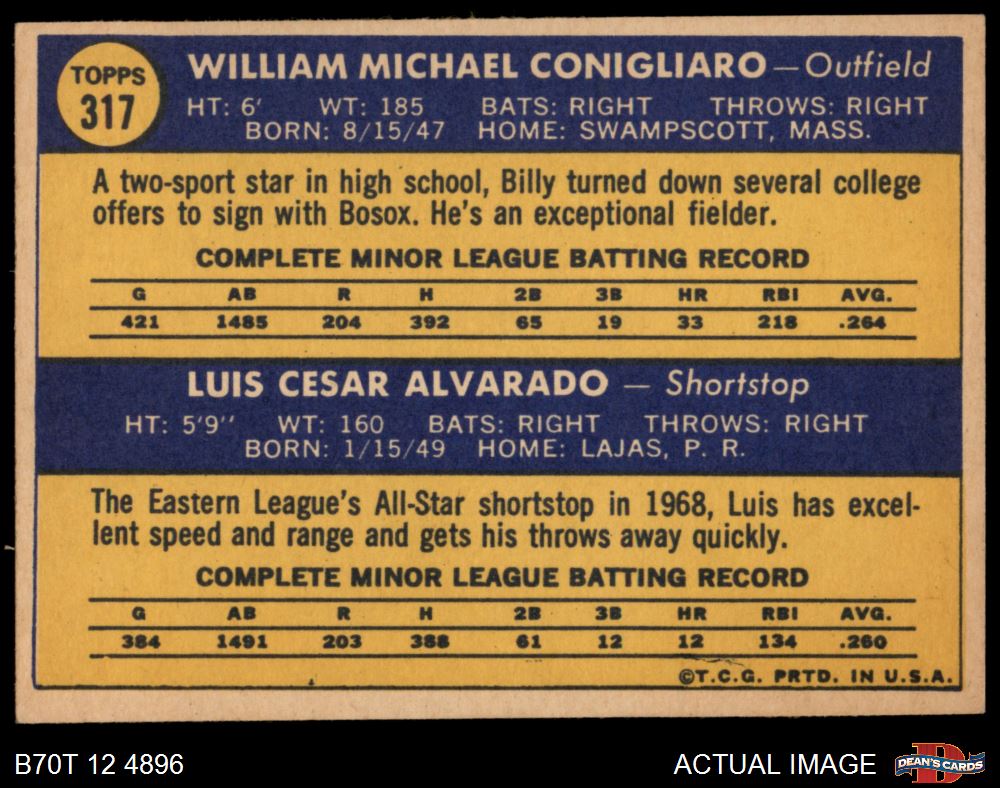 TOPPS
317
WILLIAM MICHAEL CONIGLIARO — Outfield
HT: 6' WT: 185 BATS: RIGHT THROWS: RIGHT
BORN: 8/15/47 HOME: SWAMPSCOTT, MASS.
A two-sport star in high school, Billy turned down several college
offers to sign with Bosox. He's an exceptional fielder.
COMPLETE MINOR LEAGUE BATTING RECORD
G AB R H 2B 3B HR RBI AVG.
421 1485 204 392 65 19 33 218 .264
LUIS CESAR ALVARADO — Shortstop
HT: 5'9'' WT: 160 BATS: RIGHT THROWS: RIGHT
BORN: 1/15/49 HOME: LAJAS, P. R.
The Eastern League's All-Star shortstop in 1968, Luis has excel-
lent speed and range and gets his throws away quickly.
COMPLETE MINOR LEAGUE BATTING RECORD
G AB R H 2B 3B HR RBI AVG.
384 1491 203 388 61 12 12 134 .260
©T.C.G. PRTD. IN U.S.A.
B70T 12 4896 ACTUAL IMAGE
D
DEAN'S CARDS